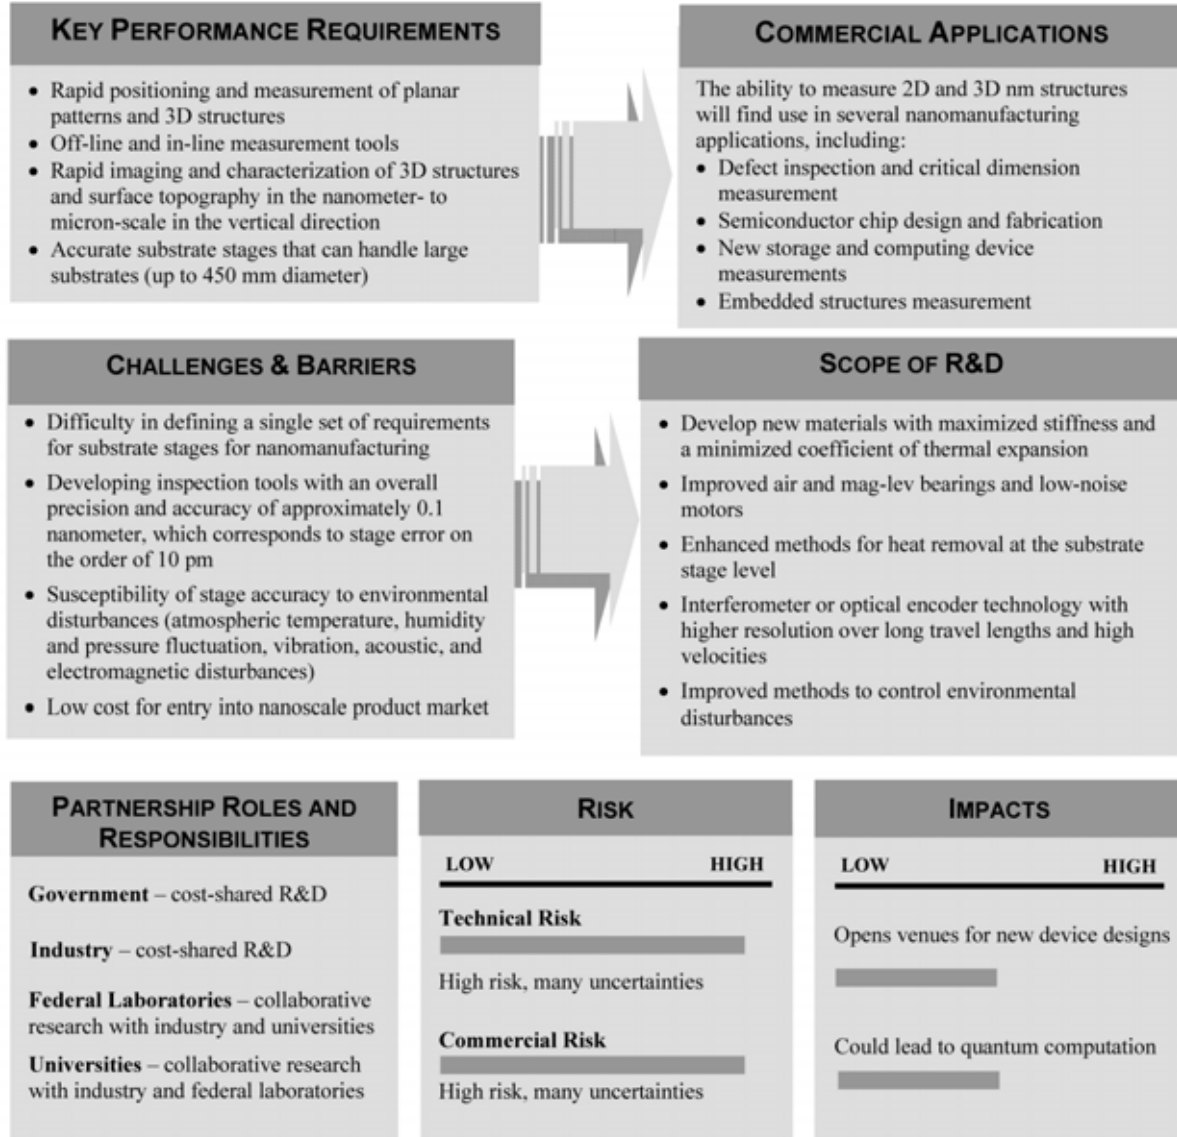 KEY PERFORMANCE REQUIREMENTS
• Rapid positioning and measurement of planar
patterns and 3D structures
• Off-line and in-line measurement tools
• Rapid imaging and characterization of 3D structures
and surface topography in the nanometer- to
micron-scale in the vertical direction
• Accurate substrate stages that can handle large
substrates (up to 450 mm diameter)
COMMERCIAL APPLICATIONS
The ability to measure 2D and 3D nm structures
will find use in several nanomanufacturing
applications, including:
• Defect inspection and critical dimension
measurement
• Semiconductor chip design and fabrication
• New storage and computing device
measurements
• Embedded structures measurement
CHALLENGES & BARRIERS
• Difficulty in defining a single set of requirements
for substrate stages for nanomanufacturing
• Developing inspection tools with an overall
precision and accuracy of approximately 0.1
nanometer, which corresponds to stage error on
the order of 10 pm
• Susceptibility of stage accuracy to environmental
disturbances (atmospheric temperature, humidity
and pressure fluctuation, vibration, acoustic, and
electromagnetic disturbances)
• Low cost for entry into nanoscale product market
SCOPE OF R&D
• Develop new materials with maximized stiffness and
a minimized coefficient of thermal expansion
• Improved air and mag-lev bearings and low-noise
motors
• Enhanced methods for heat removal at the substrate
stage level
• Interferometer or optical encoder technology with
higher resolution over long travel lengths and high
velocities
• Improved methods to control environmental
disturbances
PARTNERSHIP ROLES AND
RESPONSIBILITIES
Government – cost-shared R&D
Industry – cost-shared R&D
Federal Laboratories – collaborative
research with industry and universities
Universities – collaborative research
with industry and federal laboratories
RISK
LOW HIGH
Technical Risk
High risk, many uncertainties
Commercial Risk
High risk, many uncertainties
IMPACTS
LOW HIGH
Opens venues for new device designs
Could lead to quantum computation